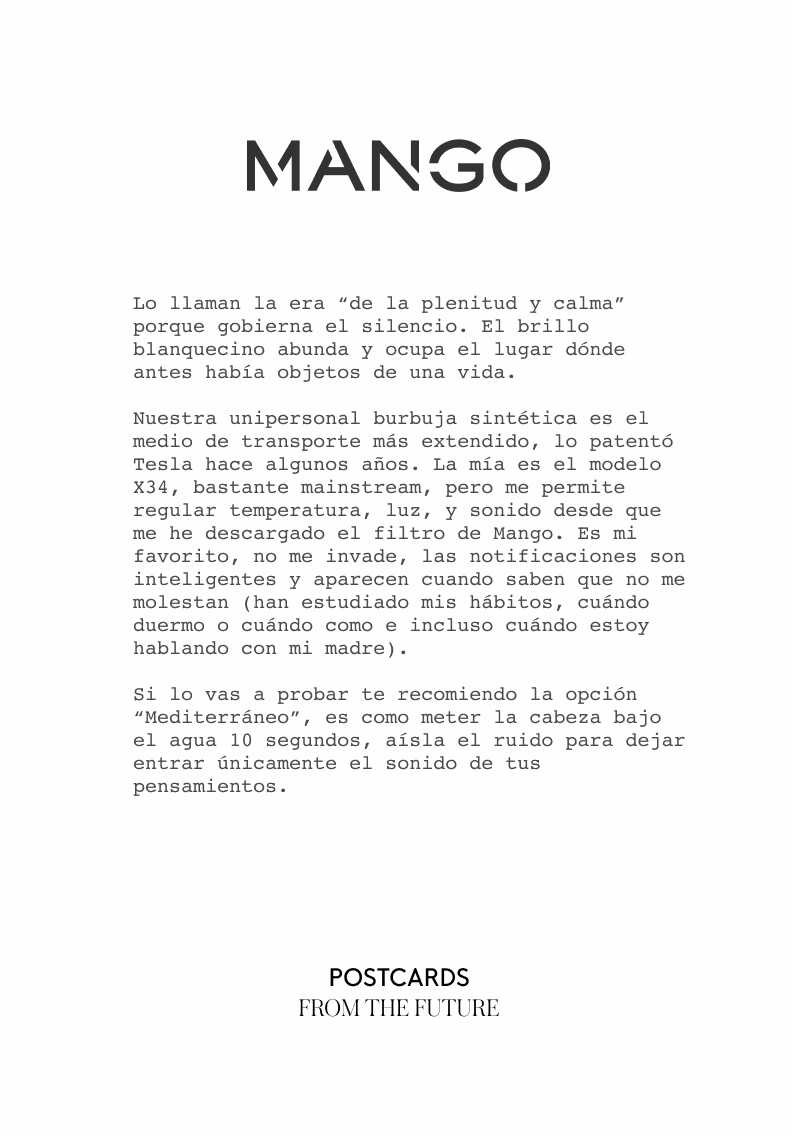 MANGO
Lo llaman la era “de la plenitud y calma”
porque gobierna el silencio. El brillo
blanquecino abunda y ocupa el lugar dónde
antes había objetos de una vida.
Nuestra unipersonal burbuja sintética es el
medio de transporte más extendido, lo patentó
Tesla hace algunos años. La mía es el modelo
X34, bastante mainstream, pero me permite
regular temperatura, luz, y sonido desde que
me he descargado el filtro de Mango. Es mi
favorito, no me invade, las notificaciones son
inteligentes y aparecen cuando saben que no me
molestan (han estudiado mis hábitos, cuándo
duermo o cuándo como e incluso cuándo estoy
hablando con mi madre).
Si lo vas a probar te recomiendo la opción
“Mediterráneo”, es como meter la cabeza bajo
el agua 10 segundos, aísla el ruido para dejar
entrar únicamente el sonido de tus
pensamientos.
POSTCARDS
FROM THE FUTURE